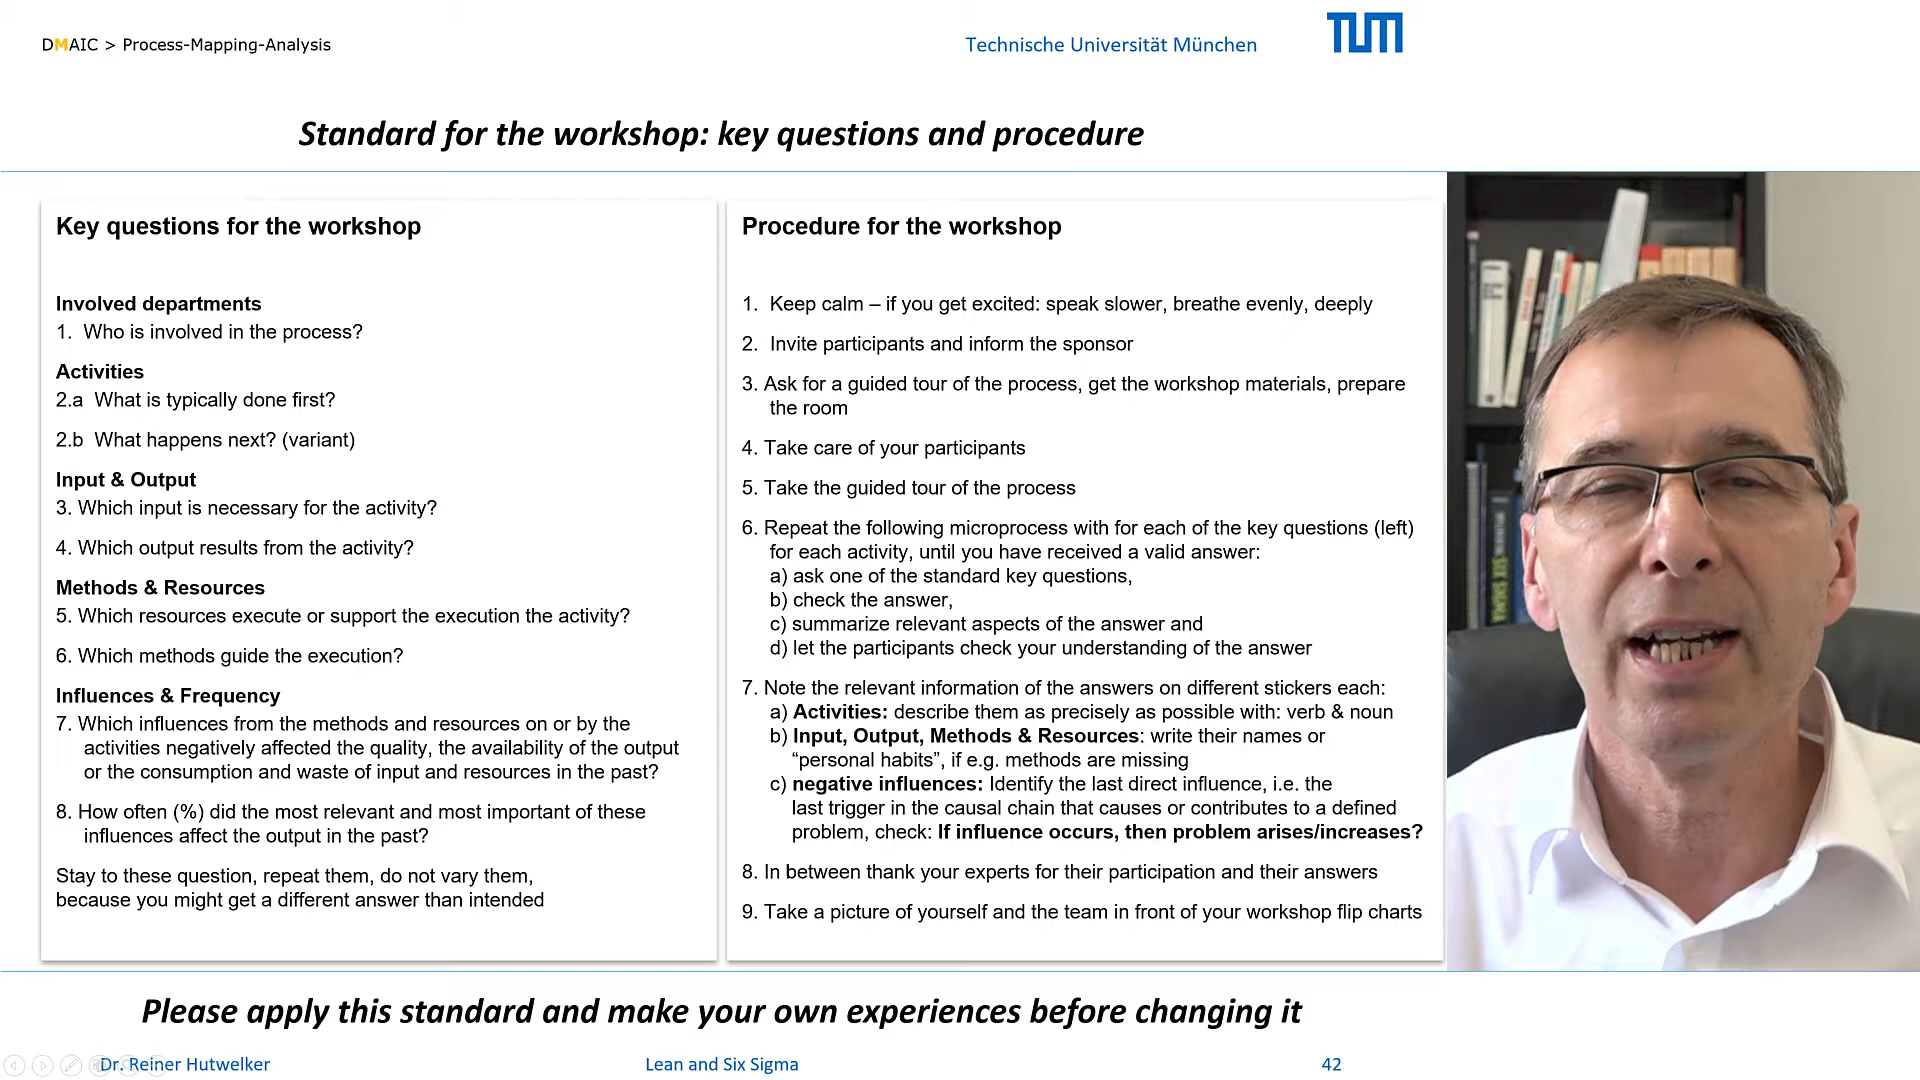 DMAIC > Process-Mapping-Analysis
Technische Universität München
TUM
Standard for the workshop: key questions and procedure
Key questions for the workshop
Involved departments
1. Who is involved in the process?
Activities
2.a What is typically done first?
2.b What happens next? (variant)
Input & Output
3. Which input is necessary for the activity?
4. Which output results from the activity?
Methods & Resources
5. Which resources execute or support the execution the activity?
6. Which methods guide the execution?
Influences & Frequency
7. Which influences from the methods and resources on or by the
activities negatively affected the quality, the availability of the output
or the consumption and waste of input and resources in the past?
8. How often (%) did the most relevant and most important of these
influences affect the output in the past?
Stay to these question, repeat them, do not vary them,
because you might get a different answer than intended
Procedure for the workshop
1. Keep calm – if you get excited: speak slower, breathe evenly, deeply
2. Invite participants and inform the sponsor
3. Ask for a guided tour of the process, get the workshop materials, prepare
the room
4. Take care of your participants
5. Take the guided tour of the process
6. Repeat the following microprocess with for each of the key questions (left)
for each activity, until you have received a valid answer:
a) ask one of the standard key questions,
b) check the answer,
c) summarize relevant aspects of the answer and
d) let the participants check your understanding of the answer
7. Note the relevant information of the answers on different stickers each:
a) Activities: describe them as precisely as possible with: verb & noun
b) Input, Output, Methods & Resources: write their names or
“personal habits”, if e.g. methods are missing
c) negative influences: Identify the last direct influence, i.e. the
last trigger in the causal chain that causes or contributes to a defined
problem, check: If influence occurs, then problem arises/increases?
8. In between thank your experts for their participation and their answers
9. Take a picture of yourself and the team in front of your workshop flip charts
SIX SIGMA
Please apply this standard and make your own experiences before changing it
Dr. Reiner Hutwelker
Lean and Six Sigma
42